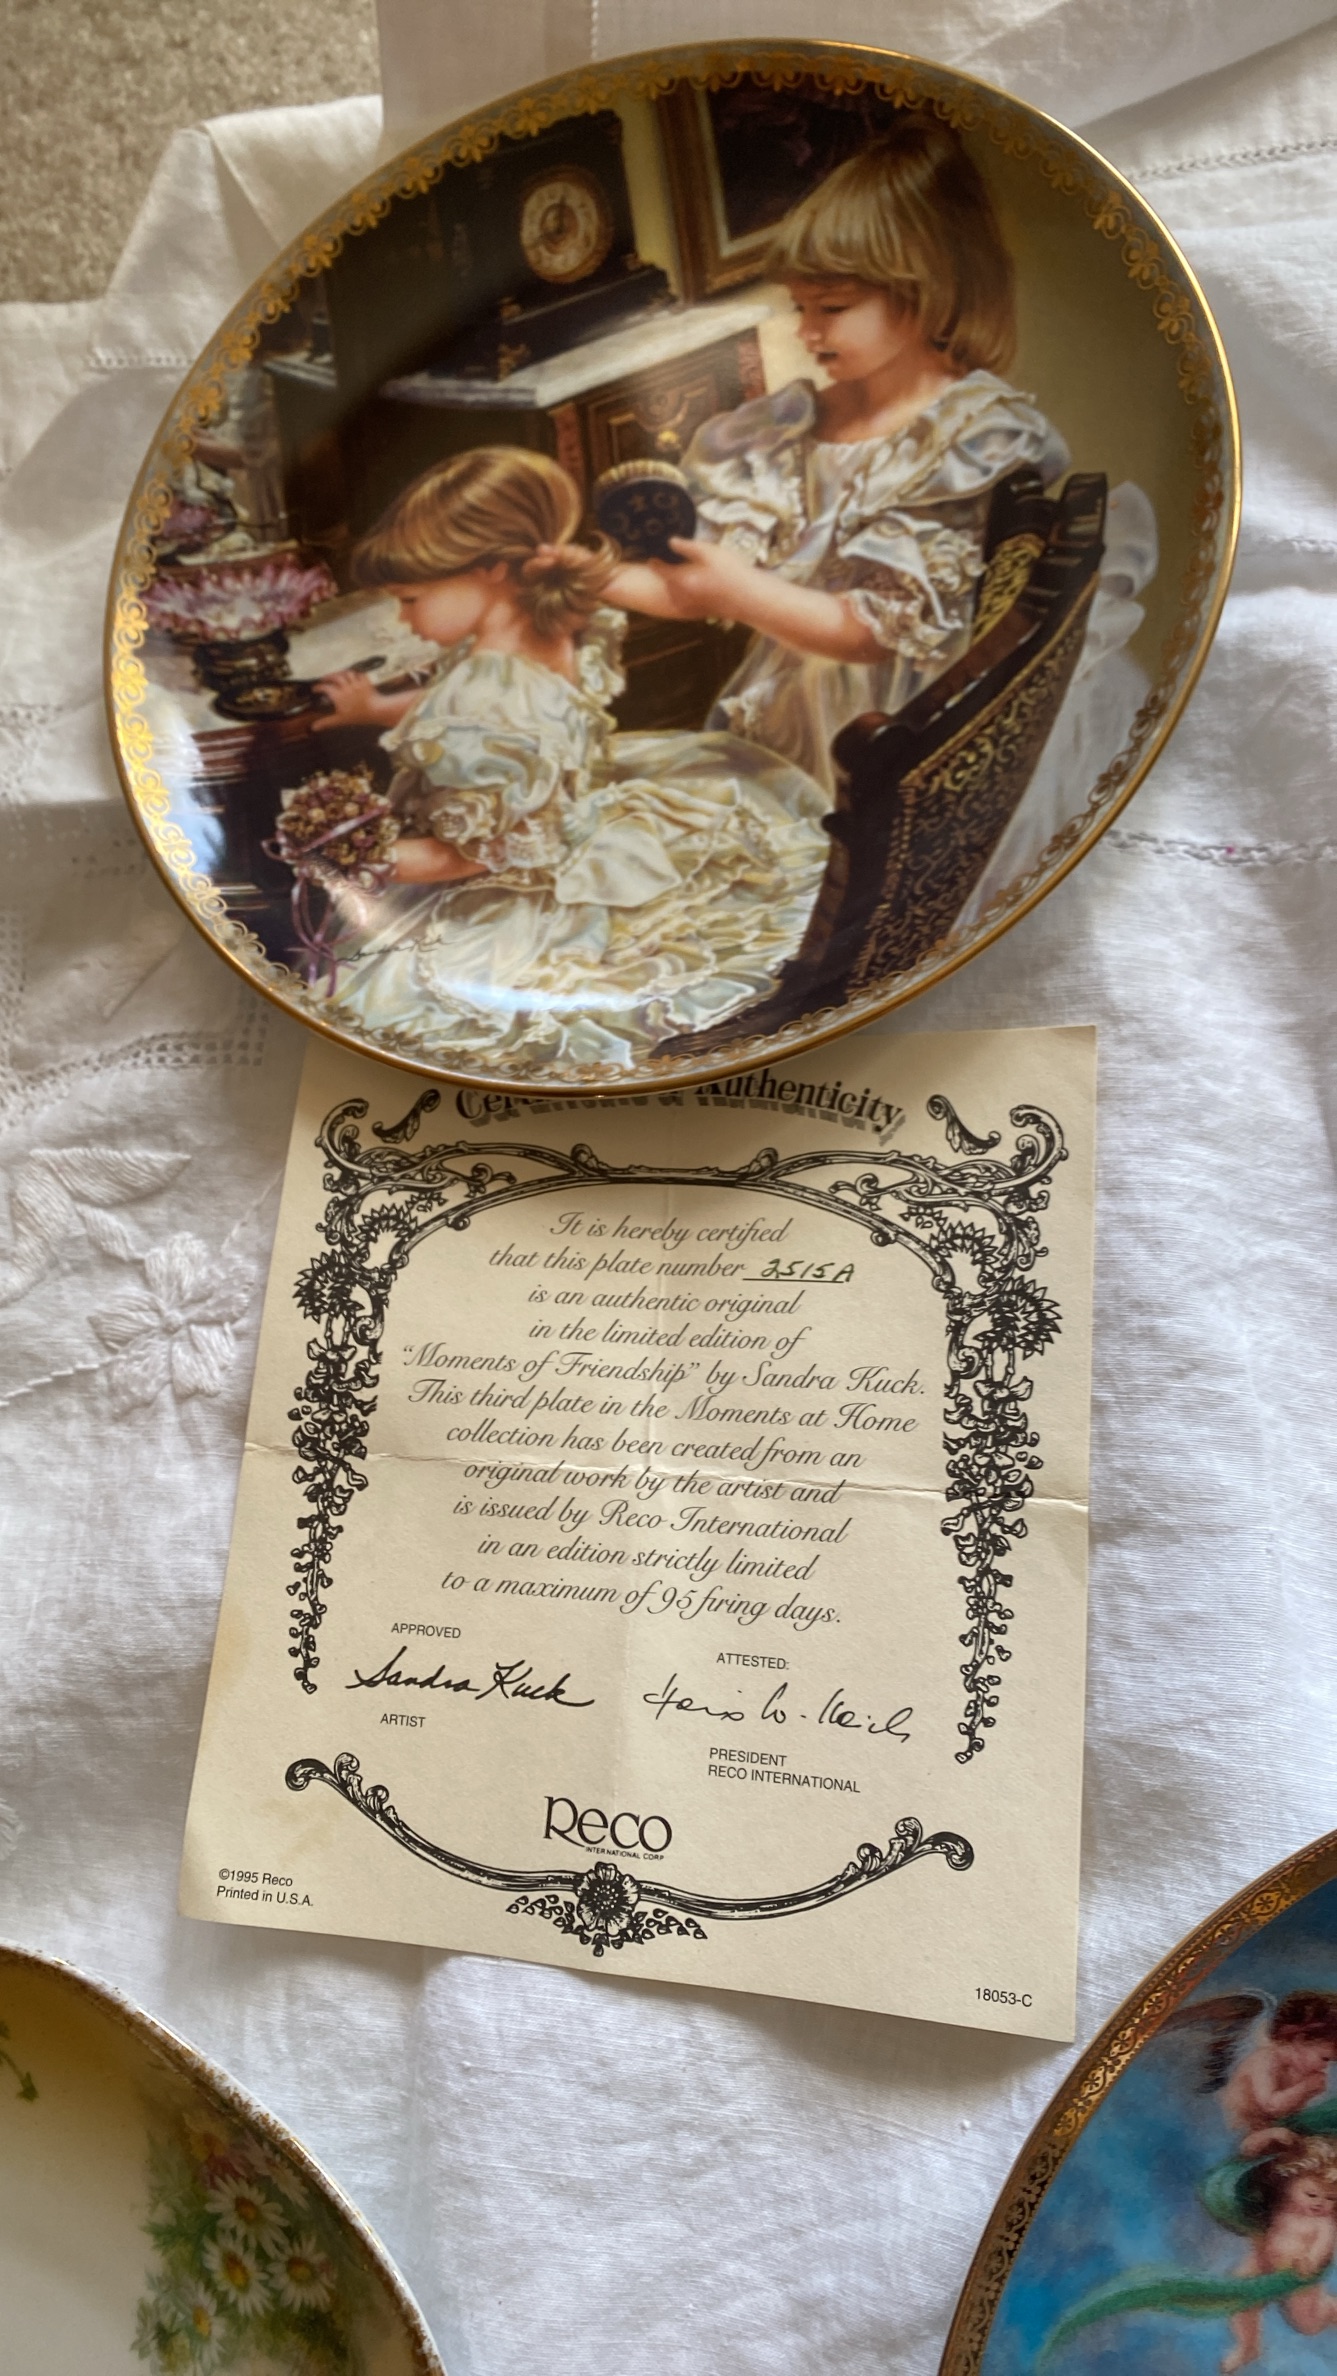 Authenticity
It is hereby certified
that this plate number 2515A
is an authentic original
in the limited edition of
“Moments of Friendship” by Sandra Kuck.
This third plate in the Moments at Home
collection has been created from an
original work by the artist and
is issued by Reco International
in an edition strictly limited
to a maximum of 95 firing days.
APPROVED
Sandra Kuck
ARTIST
ATTESTED:
PRESIDENT
RECO INTERNATIONAL
Reco
INTERNATIONAL CORP
©1995 Reco
Printed in U.S.A.
18053-C